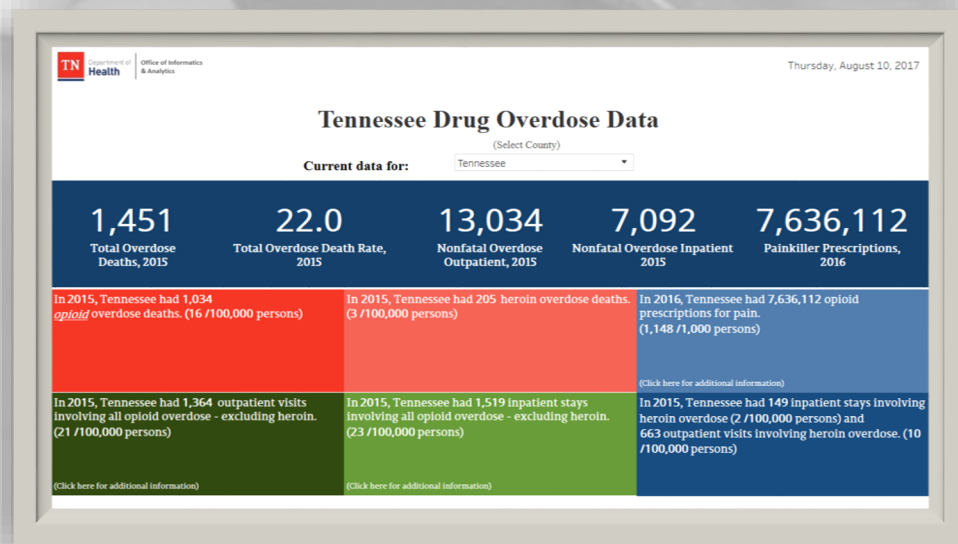 TN
Department of
Health
Office of Informatics
& Analytics
Thursday, August 10, 2017
Tennessee Drug Overdose Data
(Select County)
Current data for:
Tennessee
1,451
Total Overdose
Deaths, 2015
22.0
Total Overdose Death Rate,
2015
13,034
Nonfatal Overdose
Outpatient, 2015
7,092
Nonfatal Overdose Inpatient
2015
7,636,112
Painkiller Prescriptions,
2016
In 2015, Tennessee had 1,034
opioid overdose deaths. (16 /100,000 persons)
In 2015, Tennessee had 205 heroin overdose deaths.
(3 /100,000 persons)
In 2016, Tennessee had 7,636,112 opioid
prescriptions for pain.
(1,148 /1,000 persons)
(Click here for additional information)
In 2015, Tennessee had 1,364 outpatient visits
involving all opioid overdose - excluding heroin.
(21 /100,000 persons)
(Click here for additional information)
In 2015, Tennessee had 1,519 inpatient stays
involving all opioid overdose - excluding heroin.
(23 /100,000 persons)
(Click here for additional information)
In 2015, Tennessee had 149 inpatient stays involving
heroin overdose (2 /100,000 persons) and
663 outpatient visits involving heroin overdose. (10
/100,000 persons)